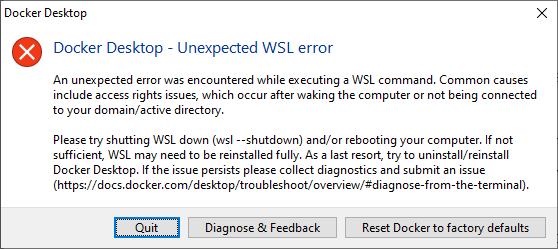 Docker Desktop
Docker Desktop - Unexpected WSL error
An unexpected error was encountered while executing a WSL command. Common causes
include access rights issues, which occur after waking the computer or not being connected
to your domain/active directory.
Please try shutting WSL down (wsl --shutdown) and/or rebooting your computer. If not
sufficient, WSL may need to be reinstalled fully. As a last resort, try to uninstall/reinstall
Docker Desktop. If the issue persists please collect diagnostics and submit an issue
(https://docs.docker.com/desktop/troubleshoot/overview/#diagnose-from-the-terminal).
Quit
Diagnose & Feedback
Reset Docker to factory defaults